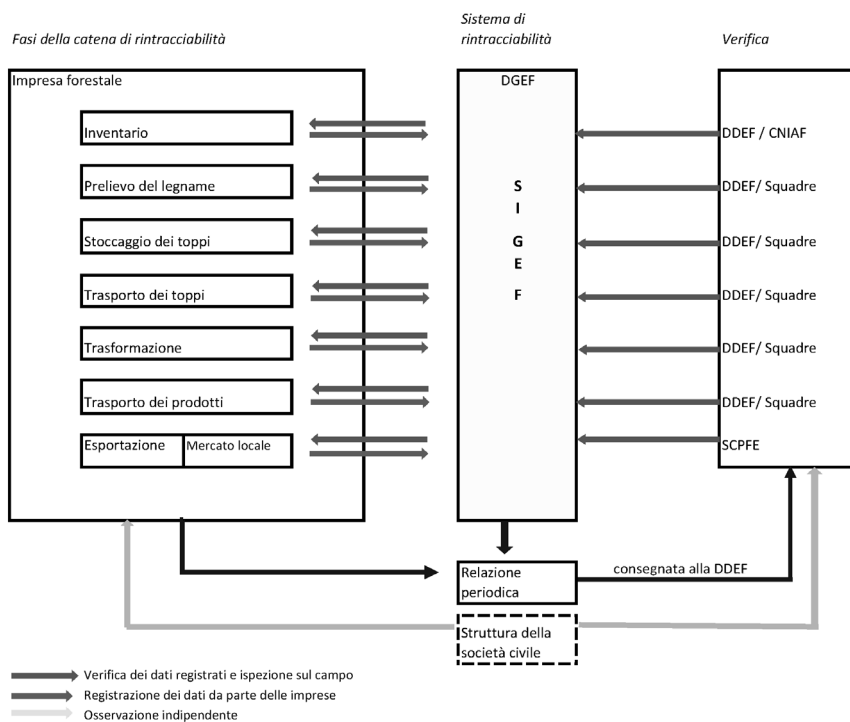 Fasi della catena di rintracciabilità
Sistema di
rintracciabilità
Verifica
Impresa forestale
DGEF
Inventario
DDEF / CNIAF
Prelievo del legname
DDEF/ Squadre
Stoccaggio dei toppi
DDEF/ Squadre
Trasporto dei toppi
DDEF/ Squadre
Trasformazione
DDEF/ Squadre
Trasporto dei prodotti
DDEF/ Squadre
Esportazione
Mercato locale
SCPFE
S
I
G
E
F
Relazione
periodica
consegnata alla DDEF
Struttura della
società civile
Verifica dei dati registrati e ispezione sul campo
Registrazione dei dati da parte delle imprese
Osservazione indipendente